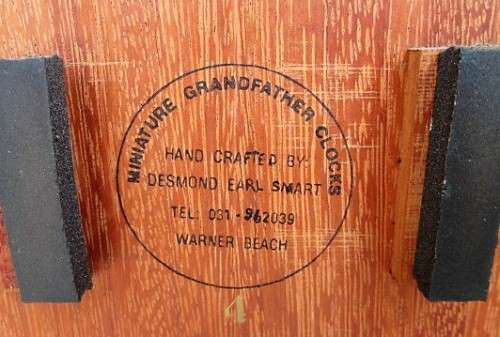 MINIATURE GRANDFATHER CLOCKS
HAND CRAFTED BY:
DESMOND EARL SMART
TEL: 031-962039
WARNER BEACH
4